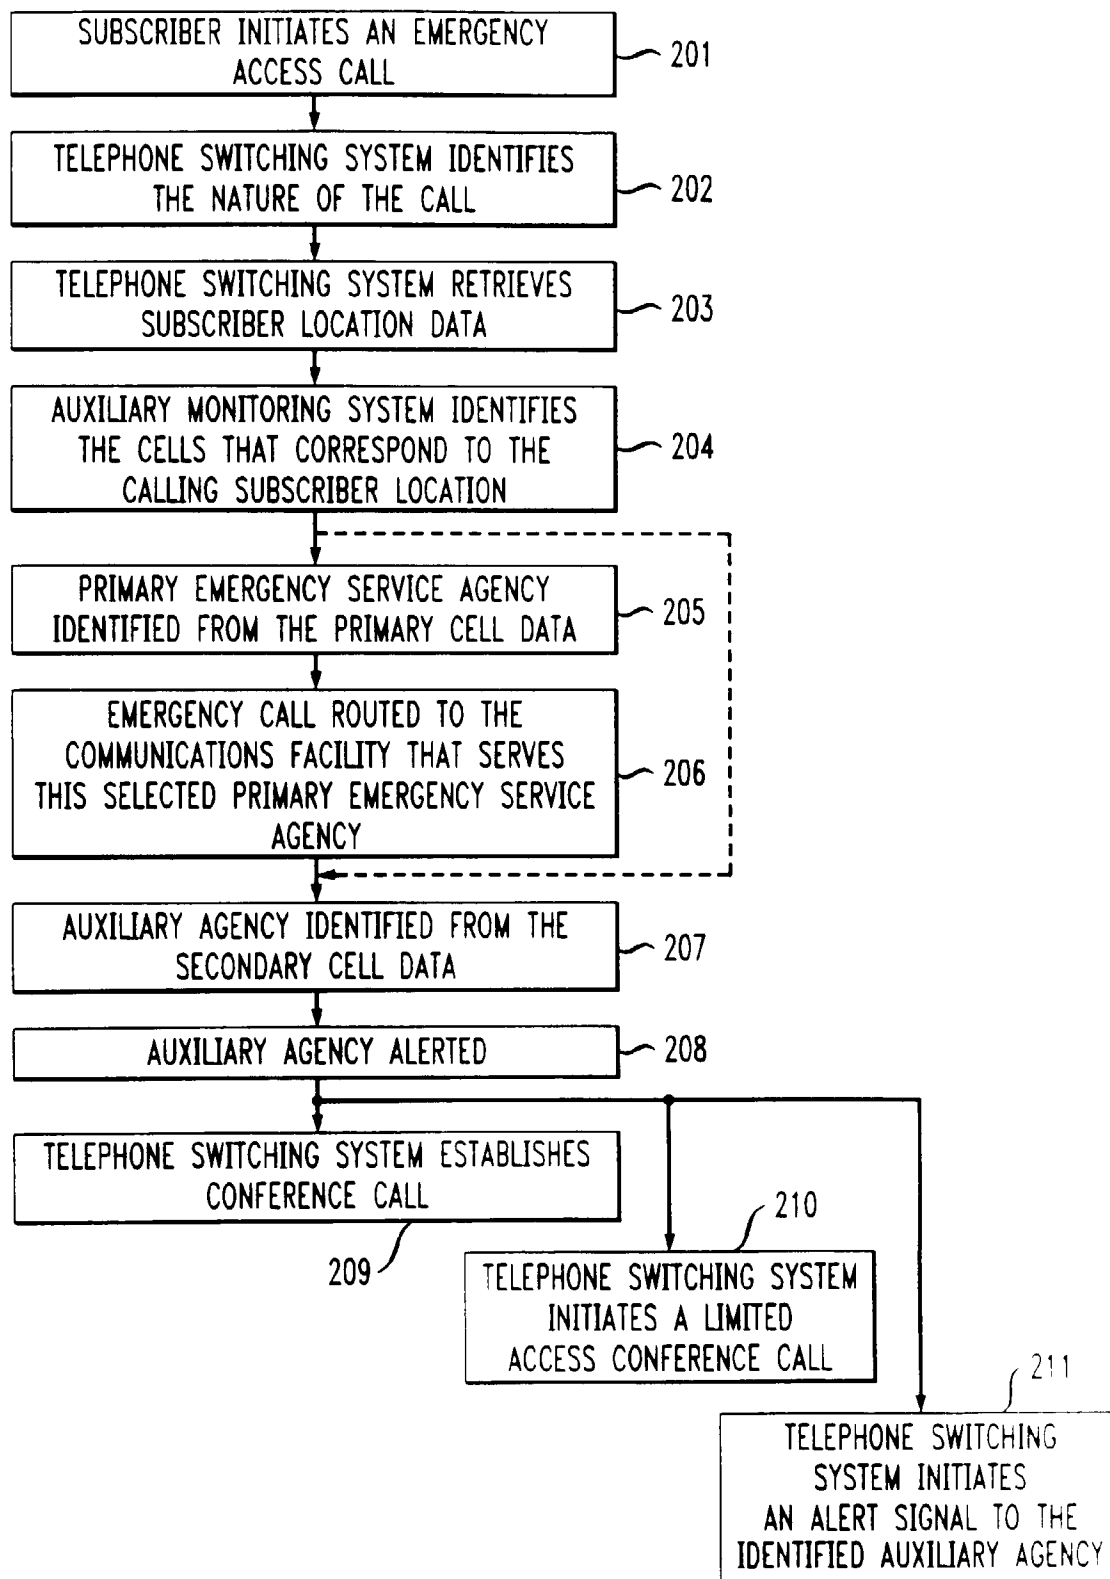 SUBSCRIBER INITIATES AN EMERGENCY
ACCESS CALL
201
TELEPHONE SWITCHING SYSTEM IDENTIFIES
THE NATURE OF THE CALL
202
TELEPHONE SWITCHING SYSTEM RETRIEVES
SUBSCRIBER LOCATION DATA
203
AUXILIARY MONITORING SYSTEM IDENTIFIES
THE CELLS THAT CORRESPOND TO THE
CALLING SUBSCRIBER LOCATION
204
PRIMARY EMERGENCY SERVICE AGENCY
IDENTIFIED FROM THE PRIMARY CELL DATA
205
EMERGENCY CALL ROUTED TO THE
COMMUNICATIONS FACILITY THAT SERVES
THIS SELECTED PRIMARY EMERGENCY SERVICE
AGENCY
206
AUXILIARY AGENCY IDENTIFIED FROM THE
SECONDARY CELL DATA
207
AUXILIARY AGENCY ALERTED
208
TELEPHONE SWITCHING SYSTEM ESTABLISHES
CONFERENCE CALL
209
210
TELEPHONE SWITCHING SYSTEM
INITIATES A LIMITED
ACCESS CONFERENCE CALL
211
TELEPHONE SWITCHING
SYSTEM INITIATES
AN ALERT SIGNAL TO THE
IDENTIFIED AUXILIARY AGENCY